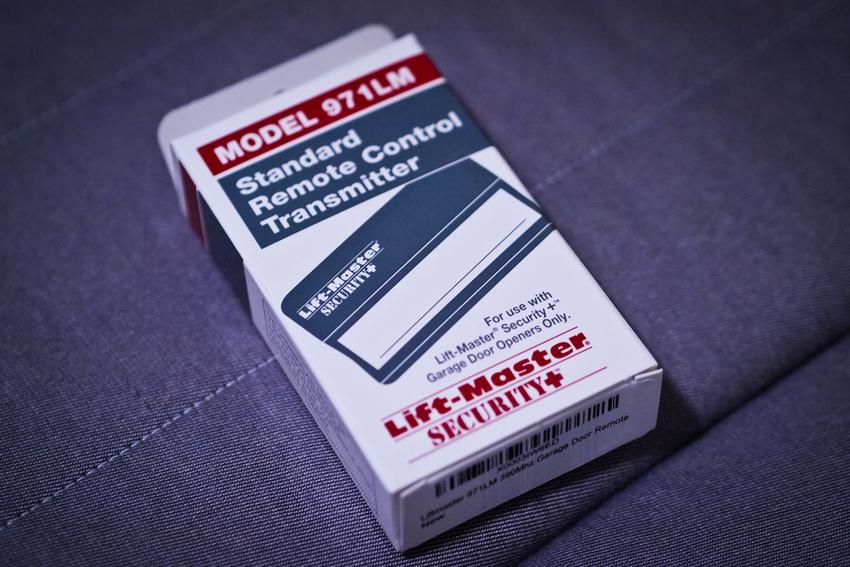 MODEL 971LM
Standard
Remote Control
Transmitter
Lift-Master
SECURITY+
For use with
Lift-Master® Security+™
Garage Door Openers Only.
Lift-Master®
SECURITY+
Liftmaster 971LM 390Mhz Garage Door Remote
New